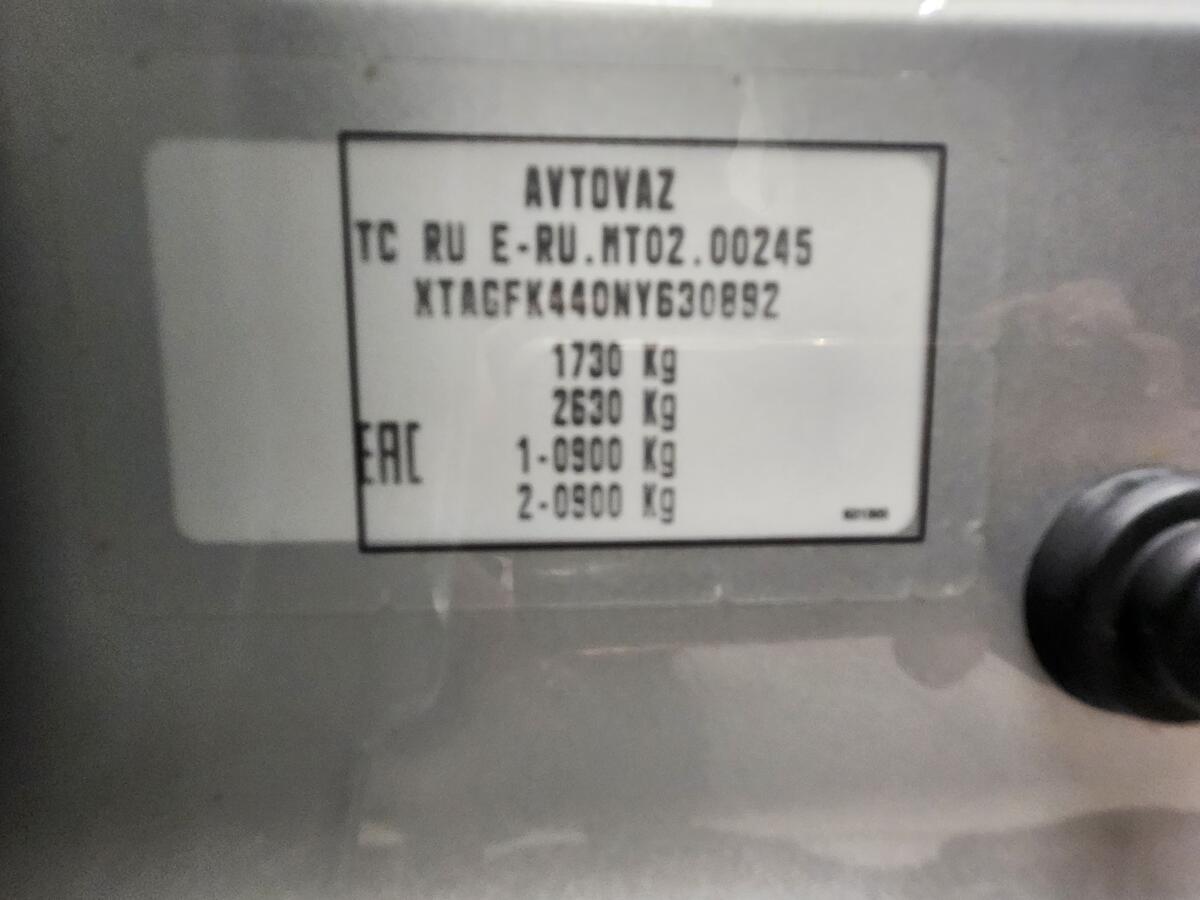 AVTOVAZ
TC RU E-RU.MT02.00245
XTAGFK440NY630892
1730 Kg
2630 Kg
EAC
1-0900 Kg
2-0900 Kg